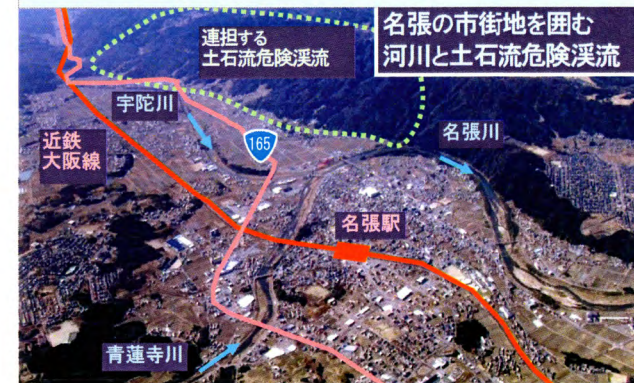 名張の市街地を囲む
河川と土石流危険渓流
連担する
土石流危険渓流
宇陀川
165
名張川
近鉄
大阪線
名張駅
青蓮寺川